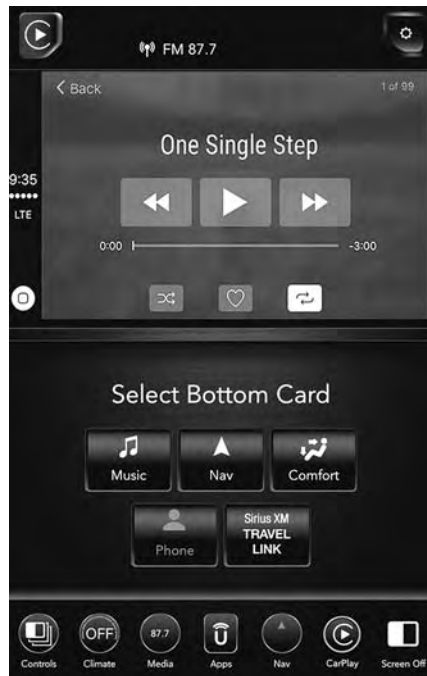 FM 87.7
Back
1 of 99
One Single Step
9:35
LTE
0:00
-3:00
Select Bottom Card
Music
Nav
Comfort
Phone
Sirius XM
TRAVEL
LINK
OFF
87.7
Controls
Climate
Media
Apps
Nav
CarPlay
Screen Off